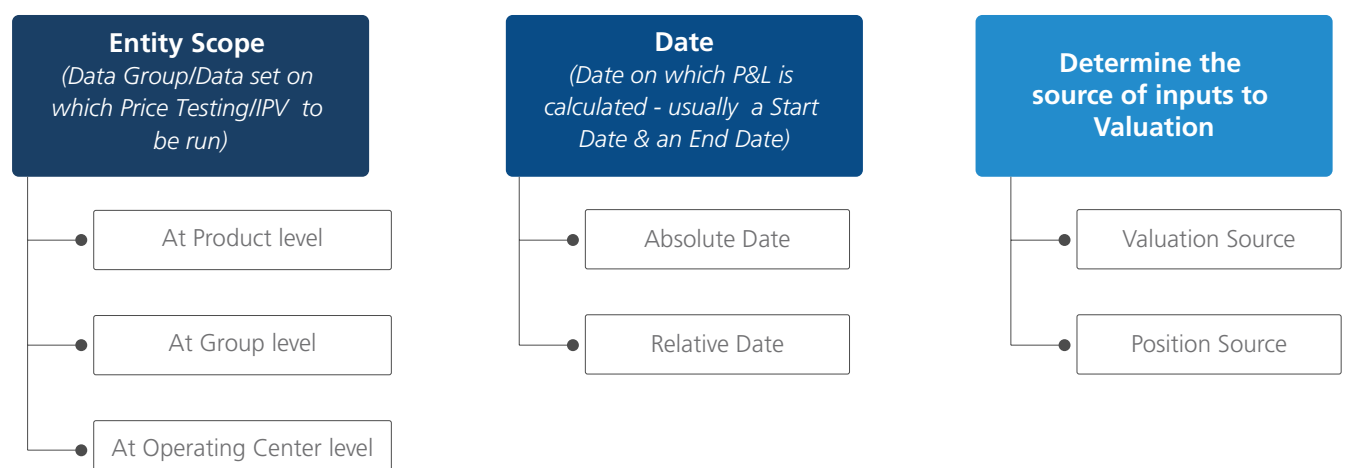 Entity Scope
(Data Group/Data set on
which Price Testing/IPV to
be run)
At Product level
At Group level
At Operating Center level
Date
(Date on which P&L is
calculated - usually a Start
Date & an End Date)
Absolute Date
Relative Date
Determine the
source of inputs to
Valuation
Valuation Source
Position Source